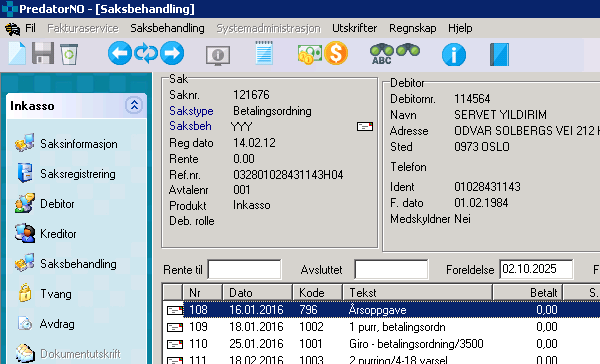 PredatorNO - [Saksbehandling]
Fil Fakturaservice Saksbehandling Systemadministrasjon Utskrifter Regnskap Hjelp
ABC
Inkasso
Saksinformasjon
Saksregistrering
Debitor
Kreditor
Saksbehandling
Tvang
Avdrag
Dokumentutskrift
Sak
Saknr. 121676
Sakstype Betalingsordning
Saksbeh YYY
Reg dato 14.02.12
Rente 0.00
Ref.nr. 032801028431143H04
Avtalenr 001
Produkt Inkasso
Deb. rolle
Debitor
Debitornr. 114564
Navn SERVET YILDIRIM
Adresse ODVAR SOLBERGS VEI 212 H
Sted 0973 OSLO
Telefon
Ident 01028431143
F. dato 01.02.1984
Medskyldner Nei
Rente til Avsluttet Foreldelse 02.10.2025 F
Nr Dato Kode Tekst Betalt S.
108 16.01.2016 796 Årsoppgave 0,00
109 18.01.2016 1002 1 purr, betalingsordn 0,00
110 25.01.2016 1001 Giro - betalingsordning/3500 0,00
111 18.02.2016 1003 2 purring/4-18 varsel 0,00